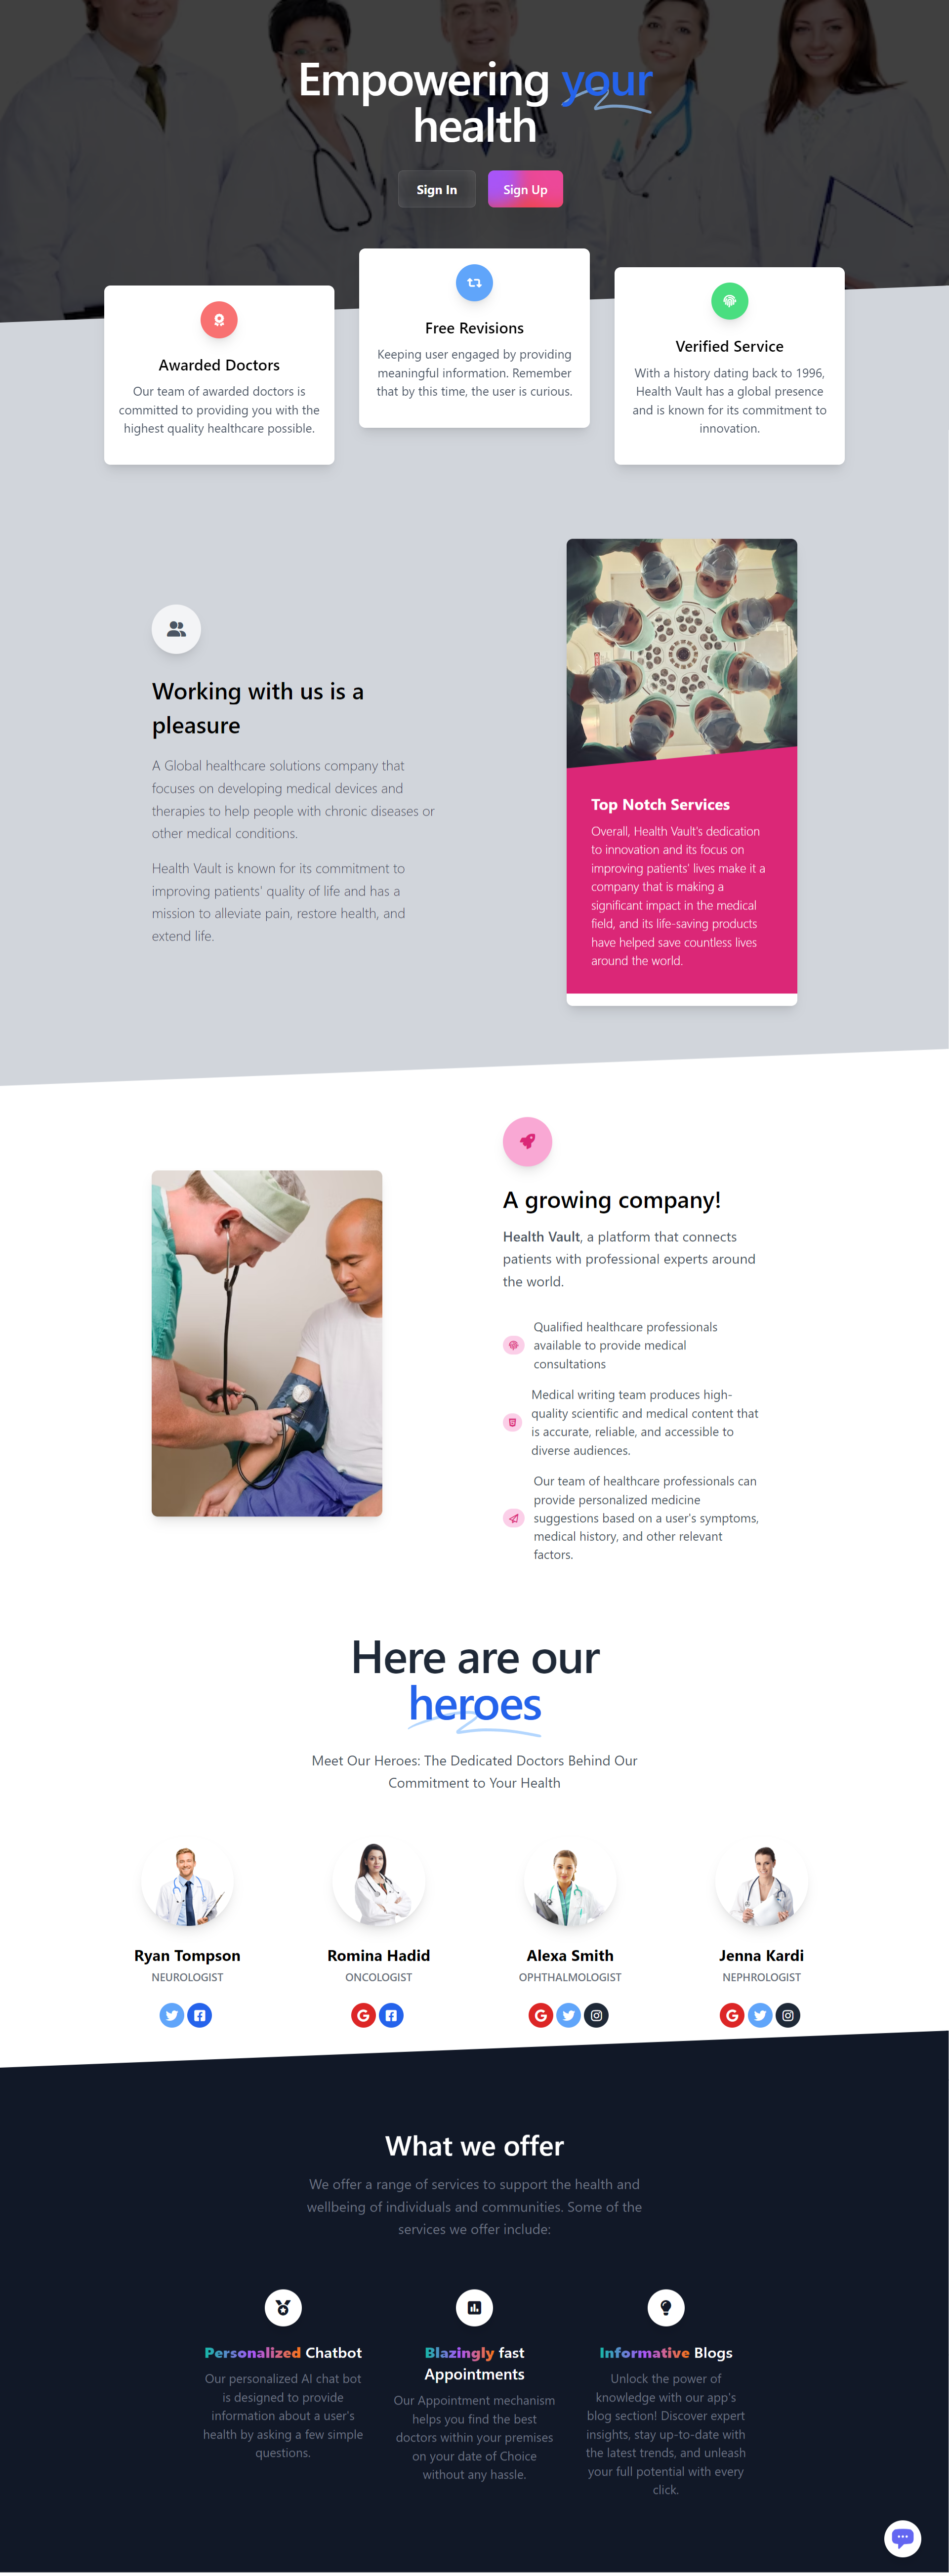 Empowering your
health
Sign In
Sign Up
Awarded Doctors
Our team of awarded doctors is
committed to providing you with the
highest quality healthcare possible.
Free Revisions
Keeping user engaged by providing
meaningful information. Remember
that by this time, the user is curious.
Verified Service
With a history dating back to 1996,
Health Vault has a global presence
and is known for its commitment to
innovation.
Working with us is a
pleasure
A Global healthcare solutions company that
focuses on developing medical devices and
therapies to help people with chronic diseases or
other medical conditions.
Health Vault is known for its commitment to
improving patients' quality of life and has a
mission to alleviate pain, restore health, and
extend life.
Top Notch Services
Overall, Health Vault's dedication
to innovation and its focus on
improving patients' lives make it a
company that is making a
significant impact in the medical
field, and its life-saving products
have helped save countless lives
around the world.
A growing company!
Health Vault, a platform that connects
patients with professional experts around
the world.
Qualified healthcare professionals
available to provide medical
consultations
Medical writing team produces high-
quality scientific and medical content that
is accurate, reliable, and accessible to
diverse audiences.
Our team of healthcare professionals can
provide personalized medicine
suggestions based on a user's symptoms,
medical history, and other relevant
factors.
Here are our
heroes
Meet Our Heroes: The Dedicated Doctors Behind Our
Commitment to Your Health
Ryan Tompson
NEUROLOGIST
Romina Hadid
ONCOLOGIST
Alexa Smith
OPHTHALMOLOGIST
Jenna Kardi
NEPHROLOGIST
What we offer
We offer a range of services to support the health and
wellbeing of individuals and communities. Some of the
services we offer include:
Personalized Chatbot
Our personalized AI chat bot
is designed to provide
information about a user's
health by asking a few simple
questions.
Blazingly fast
Appointments
Our Appointment mechanism
helps you find the best
doctors within your premises
on your date of Choice
without any hassle.
Informative Blogs
Unlock the power of
knowledge with our app's
blog section! Discover expert
insights, stay up-to-date with
the latest trends, and unleash
your full potential with every
click.